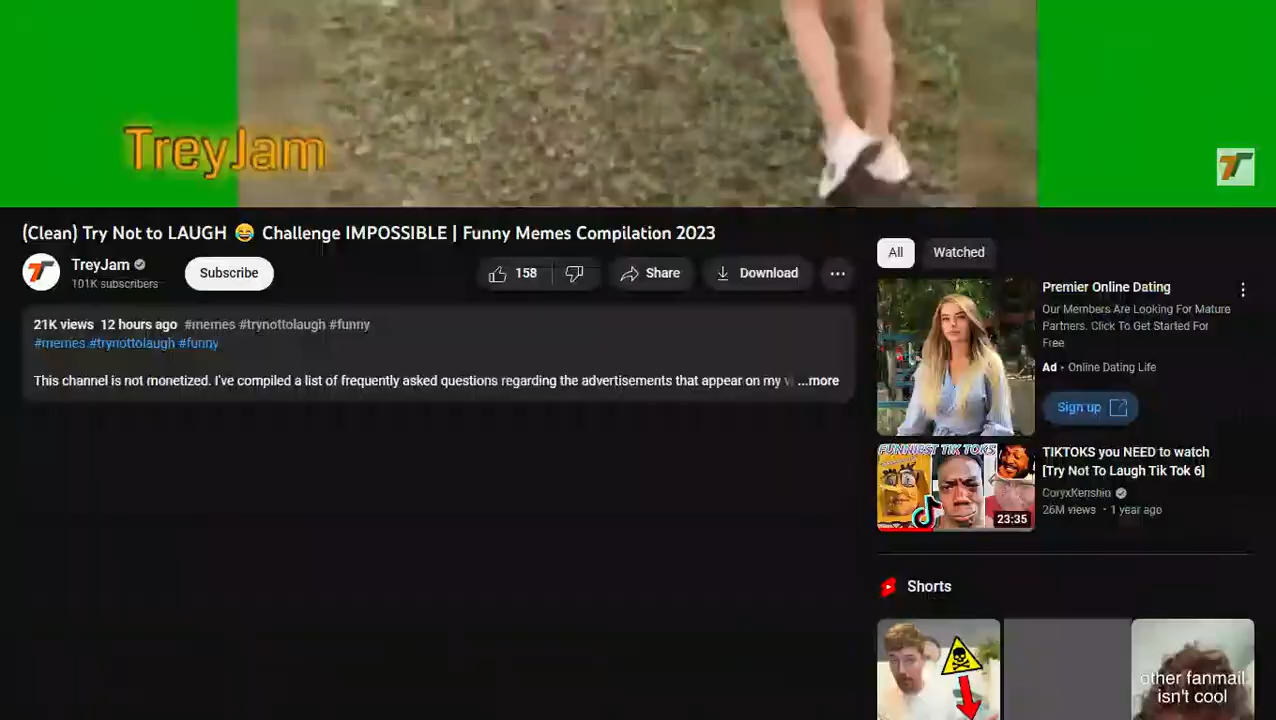 TreyJam
(Clean) Try Not to LAUGH 😂 Challenge IMPOSSIBLE | Funny Memes Compilation 2023
TreyJam
101K subscribers
Subscribe
158
Share
Download
21K views 12 hours ago #memes #trynottolaugh #funny
#memes #trynottolaugh #funny
This channel is not monetized. I've compiled a list of frequently asked questions regarding the advertisements that appear on my v ...more
All
Watched
Premier Online Dating
Our Members Are Looking For Mature
Partners. Click To Get Started For
Free
Ad · Online Dating Life
Sign up
FUNNIEST TIK TOKS
23:35
TIKTOKS you NEED to watch
[Try Not To Laugh Tik Tok 6]
CoryxKenshin
26M views · 1 year ago
Shorts
other fanmail
isn't cool